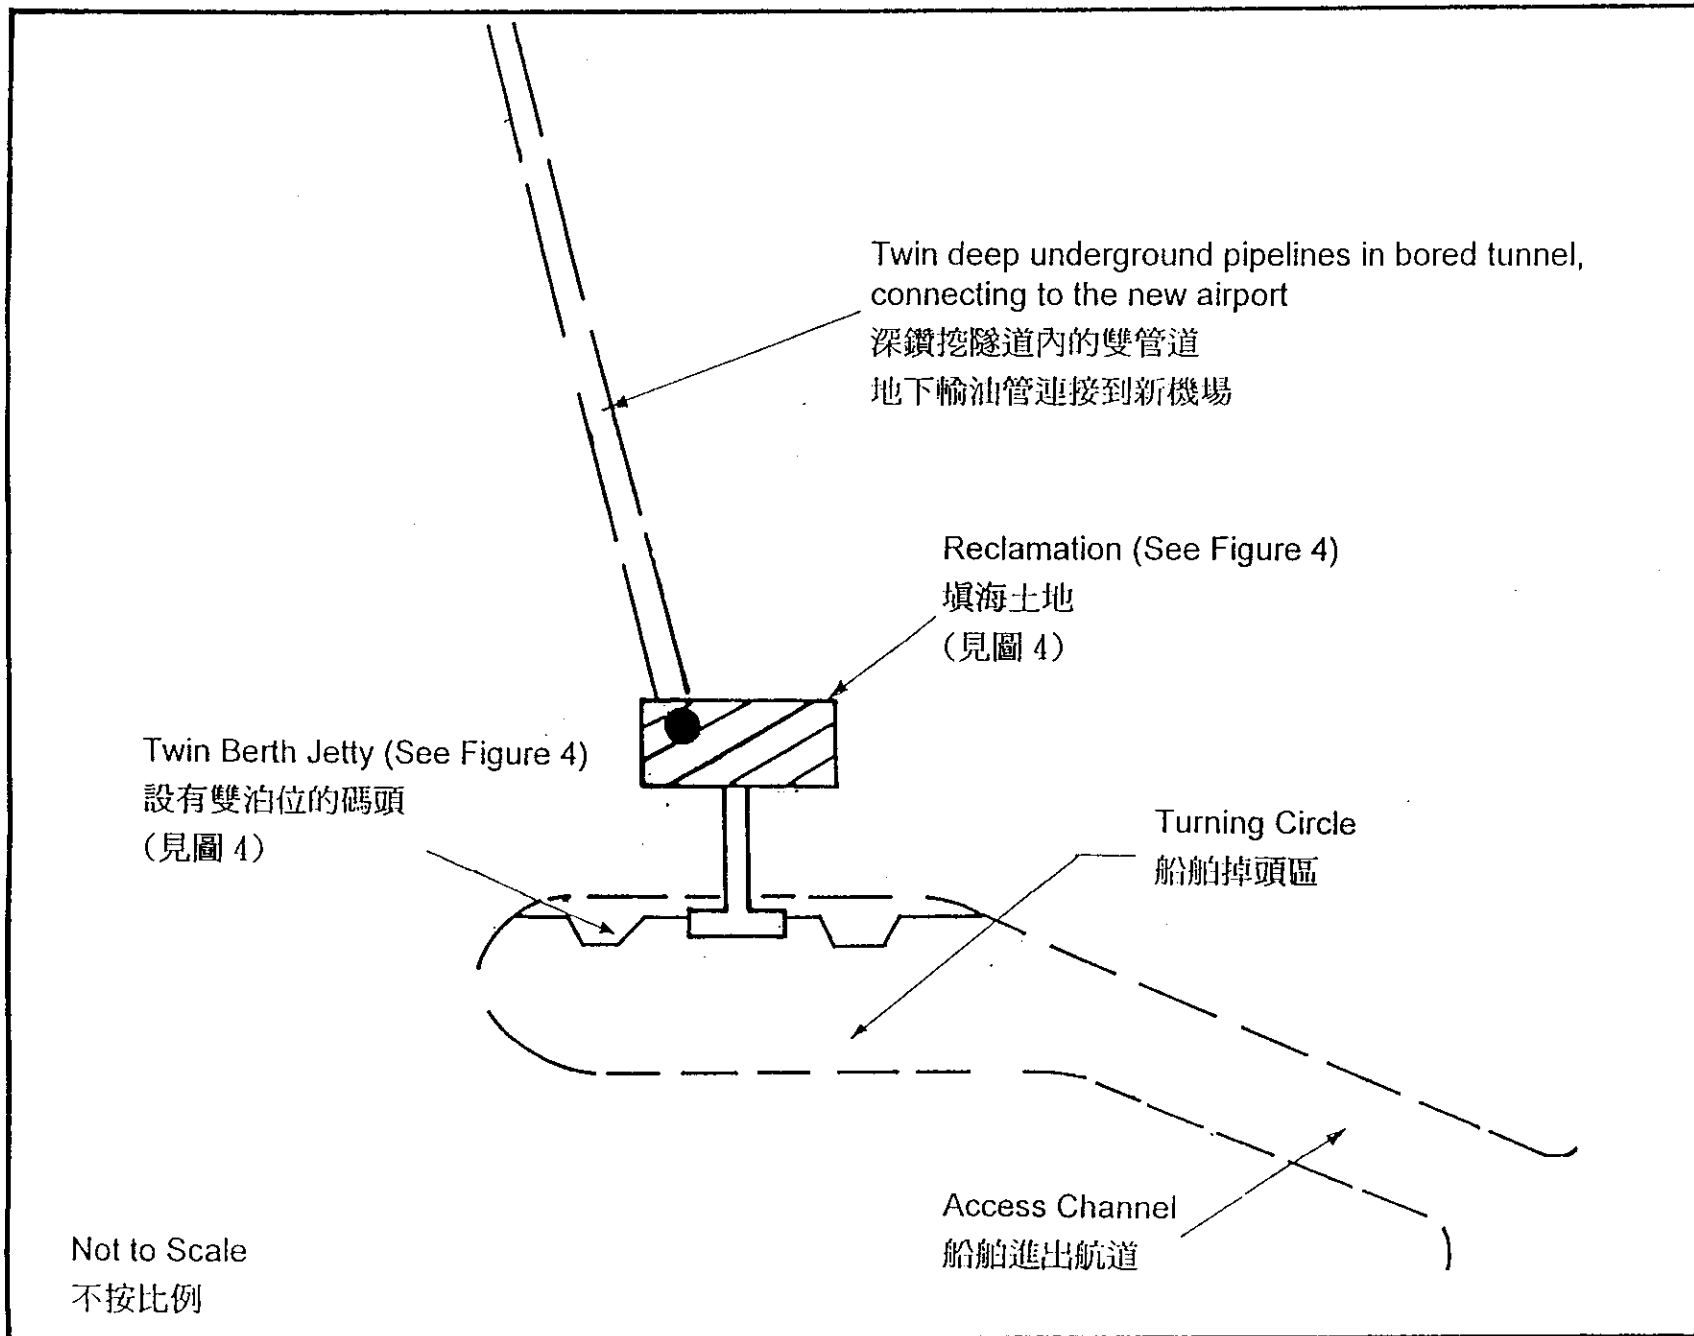 Twin deep underground pipelines in bored tunnel,
connecting to the new airport
深鑽挖隧道內的雙管道
地下輸油管連接到新機場
Reclamation (See Figure 4)
填海土地
(見圖 4)
Twin Berth Jetty (See Figure 4)
設有雙泊位的碼頭
(見圖 4)
Turning Circle
船舶掉頭區
Access Channel
船舶進出航道
Not to Scale
不按比例